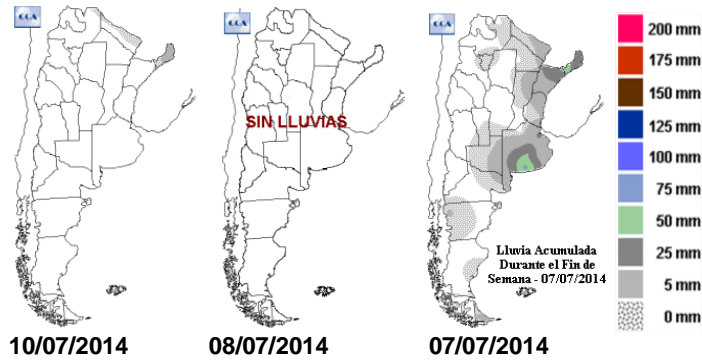 CCA
CCA
CCA
SIN LLUVIAS
Lluvia Acumulada
Durante el Fin de
Semana - 07/07/2014
200 mm
175 mm
150 mm
125 mm
100 mm
75 mm
50 mm
25 mm
5 mm
0 mm
10/07/2014
08/07/2014
07/07/2014